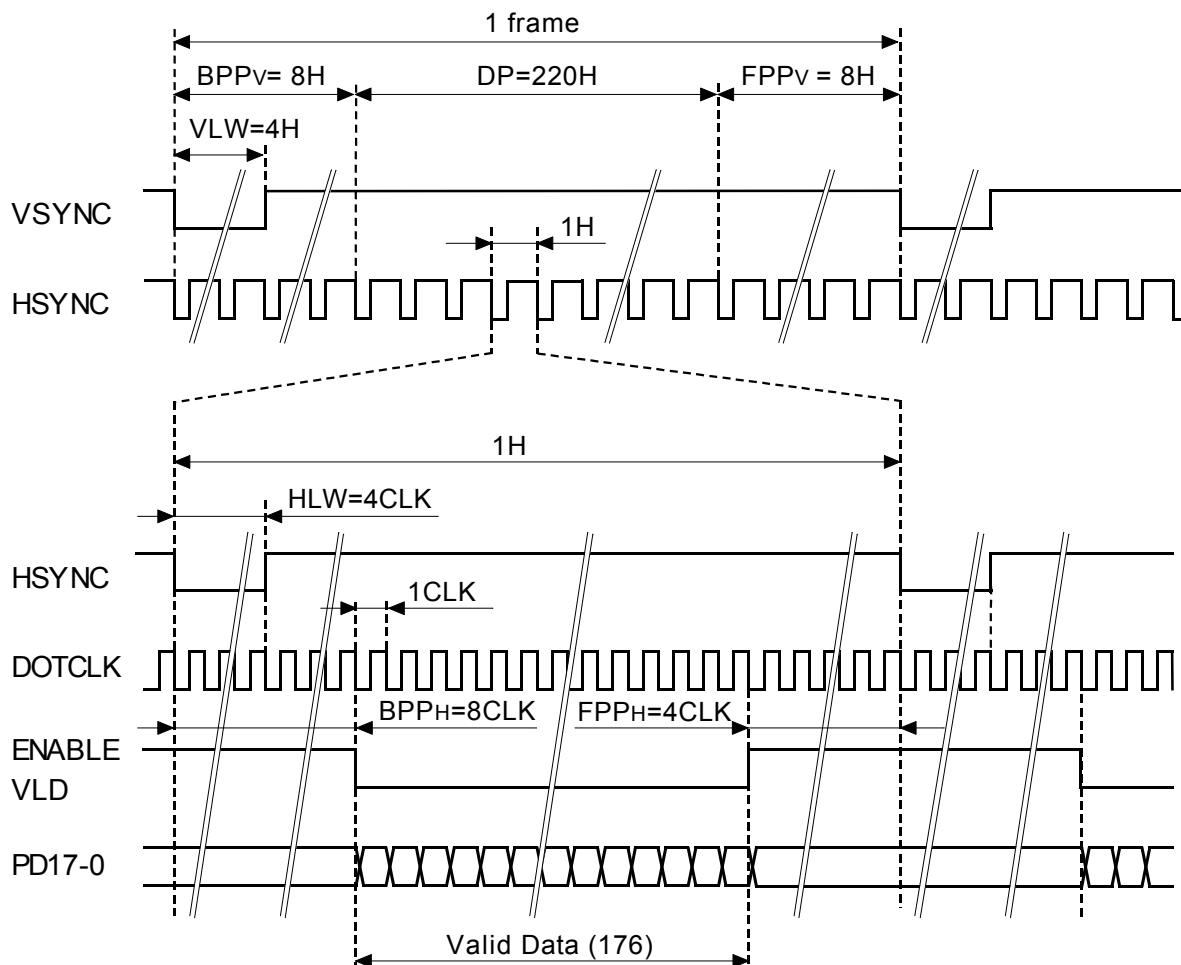 1 frame
BPPV= 8H
DP=220H
FPPV = 8H
VLW=4H
VSYNC
1H
HSYNC
1H
HLW=4CLK
HSYNC
1CLK
DOTCLK
BPPH=8CLK
FPPH=4CLK
ENABLE
VLD
PD17-0
Valid Data (176)